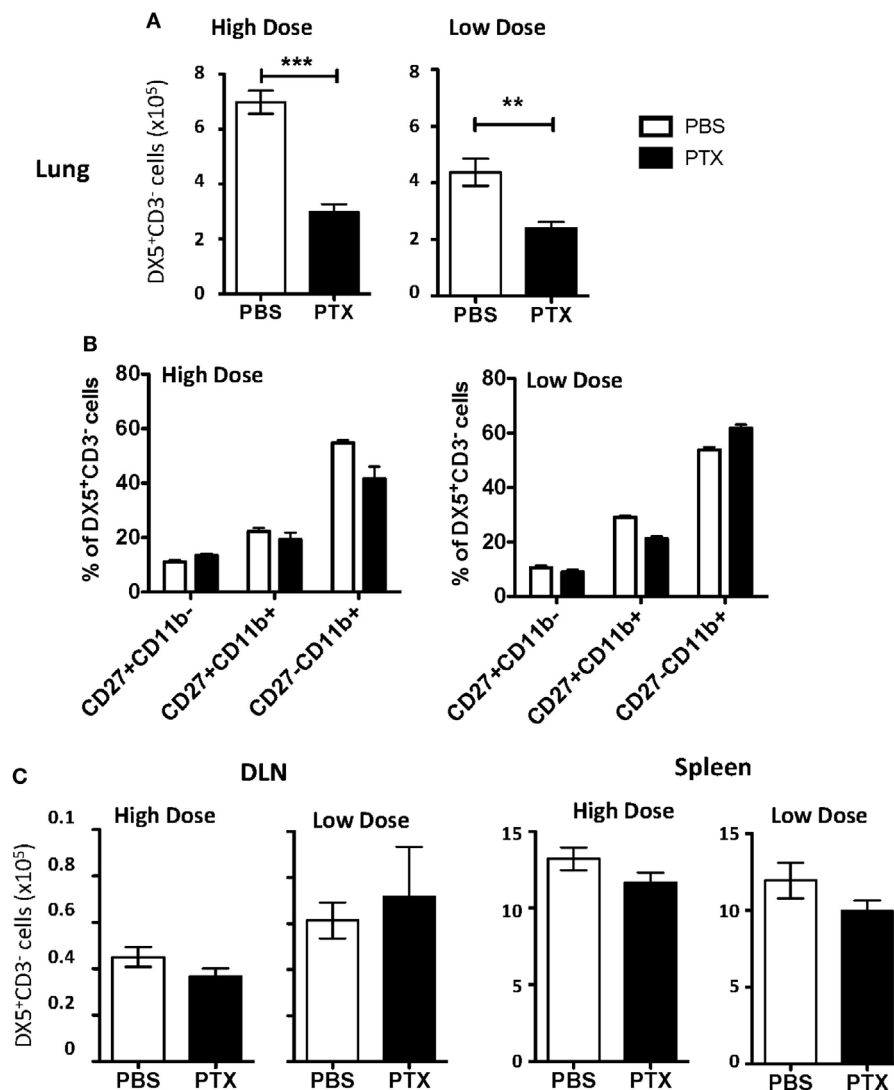 A
High Dose
Low Dose
Lung
DX5⁺CD3⁻ cells (x10⁵)
8
6
4
2
0
***
PBS
PTX
8
6
4
2
0
**
PBS
PTX
PBS
PTX
B
High Dose
% of DX5⁺CD3⁻ cells
80
60
40
20
0
CD27+CD11b-
CD27+CD11b+
CD27-CD11b+
Low Dose
% of DX5⁺CD3⁻ cells
80
60
40
20
0
CD27+CD11b-
CD27+CD11b+
CD27-CD11b+
C
DLN
Spleen
High Dose
DX5⁺CD3⁻ cells (x10⁵)
0.1
0.8
0.6
0.4
0.2
0
PBS
PTX
Low Dose
PBS
PTX
High Dose
15
10
5
0
PBS
PTX
Low Dose
15
10
5
0
PBS
PTX